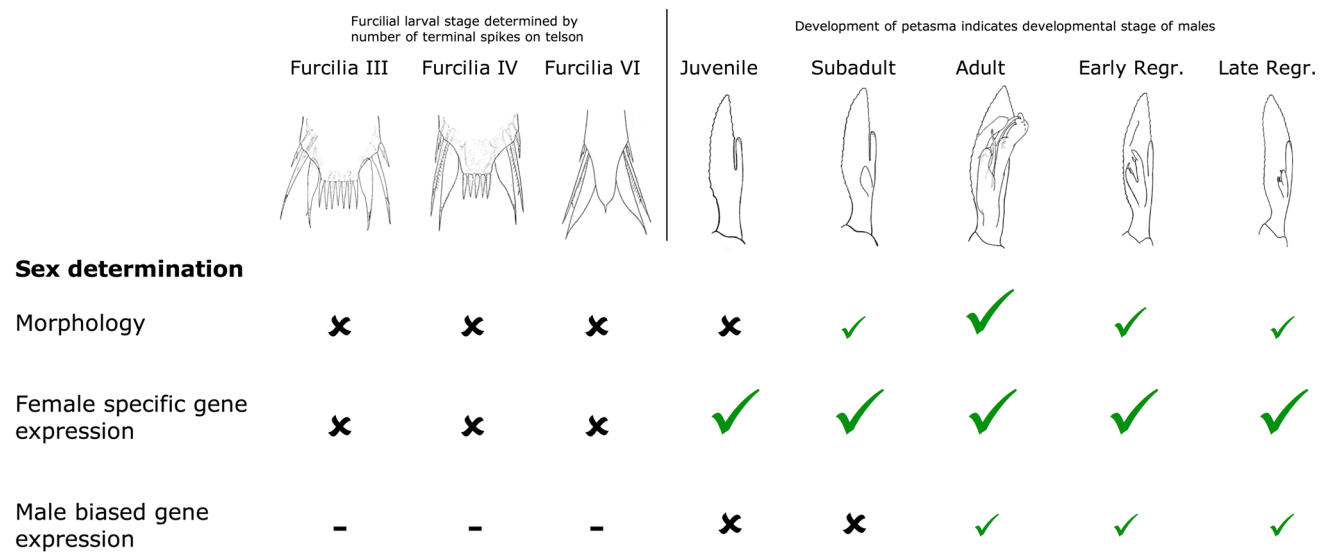 Furcilial larval stage determined by
number of terminal spikes on telson
Development of petasma indicates developmental stage of males
Furcilia III
Furcilia IV
Furcilia VI
Juvenile
Subadult
Adult
Early Regr.
Late Regr.
Sex determination
Morphology
Female specific gene
expression
Male biased gene
expression